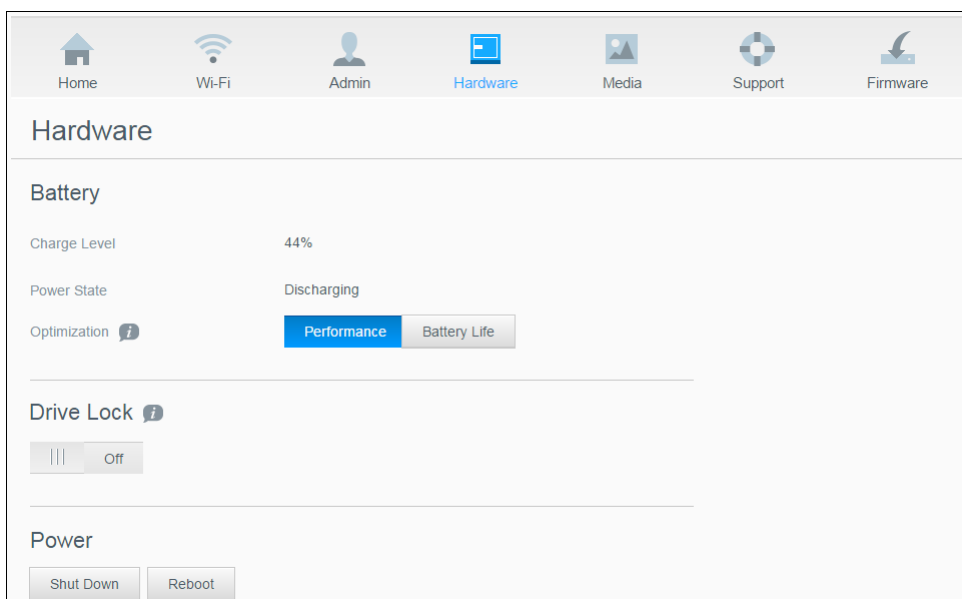 Home Wi-Fi Admin Hardware Media Support Firmware
Hardware
Battery
Charge Level 44%
Power State Discharging
Optimization i Performance Battery Life
Drive Lock i
Off
Power
Shut Down Reboot